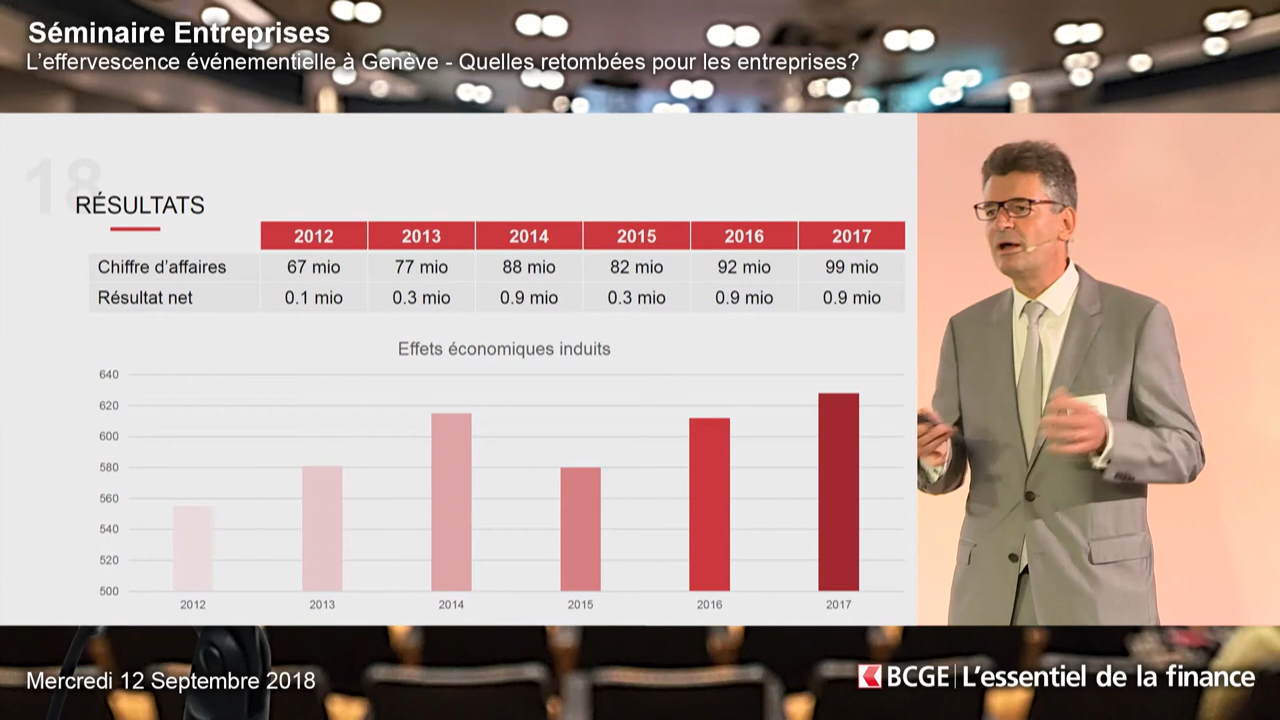 Séminaire Entreprises
L'effervescence événementielle à Genève - Quelles retombées pour les entreprises?
18
RÉSULTATS
2012 2013 2014 2015 2016 2017
Chiffre d'affaires 67 mio 77 mio 88 mio 82 mio 92 mio 99 mio
Résultat net 0.1 mio 0.3 mio 0.9 mio 0.3 mio 0.9 mio 0.9 mio
Effets économiques induits
640
620
600
580
560
540
520
500
2012 2013 2014 2015 2016 2017
Mercredi 12 Septembre 2018
BCGE | L'essentiel de la finance